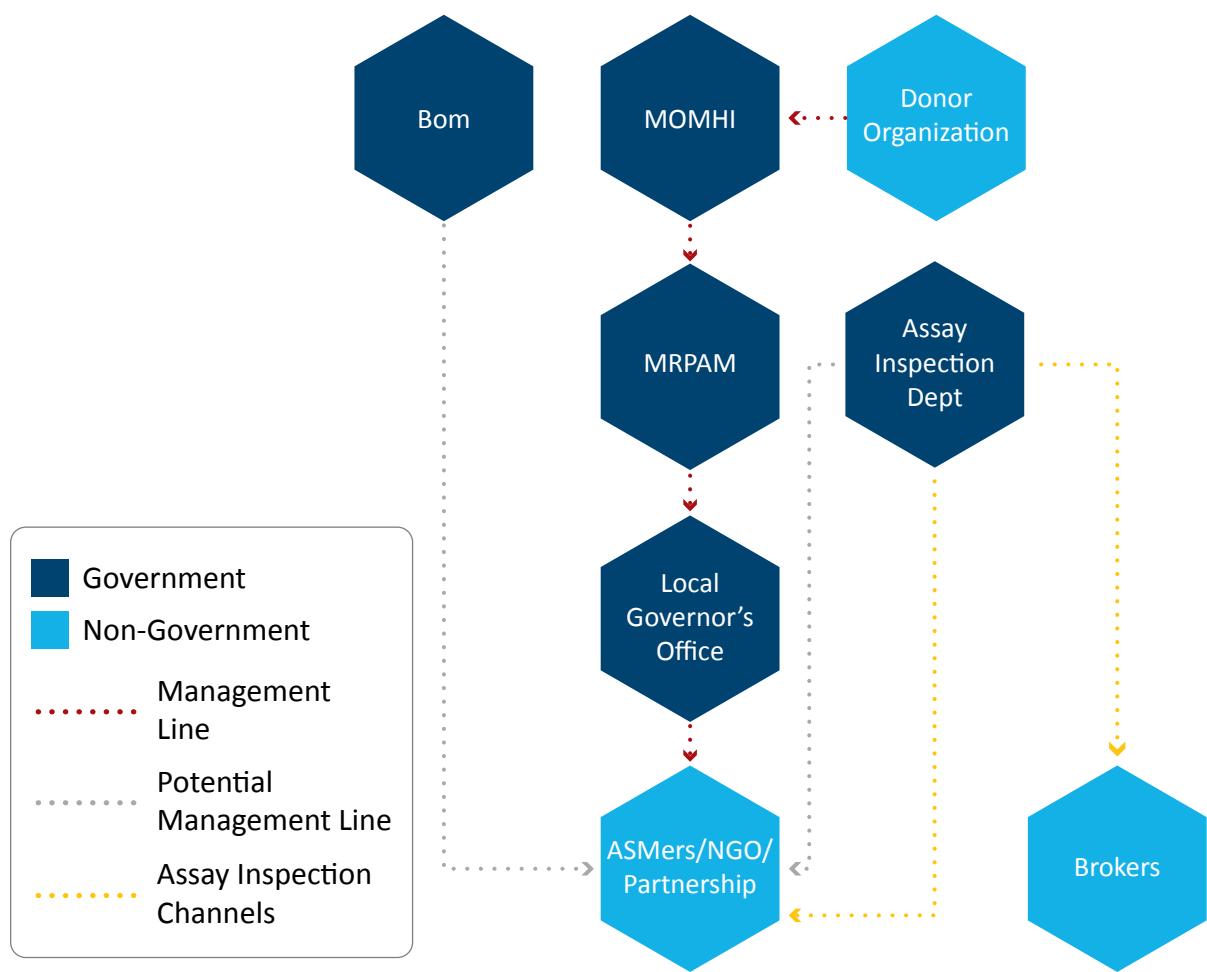 Bom
MOMHI
Donor
Organization
MRPAM
Assay
Inspection
Dept
Local
Governor's
Office
ASMers/NGO/
Partnership
Brokers
Government
Non-Government
Management
Line
Potential
Management Line
Assay Inspection
Channels